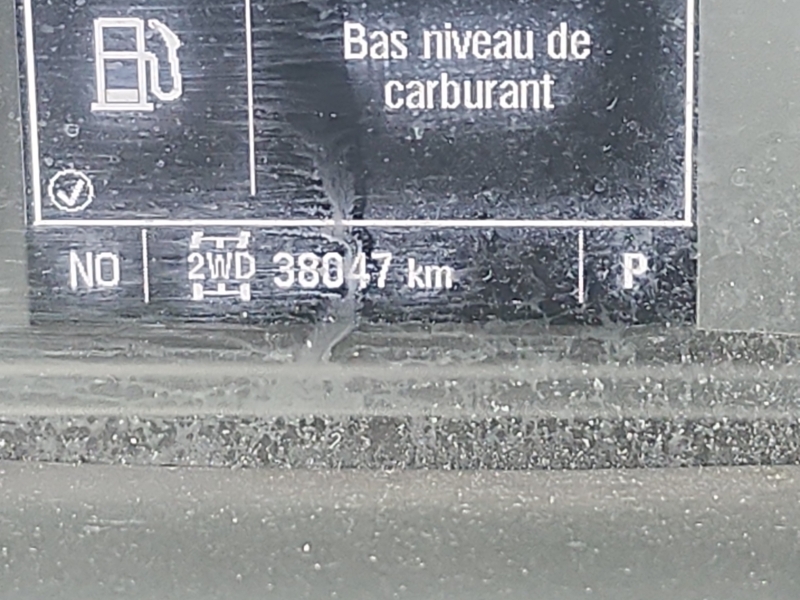 Bas niveau de
carburant
NO 2WD 38047 km P